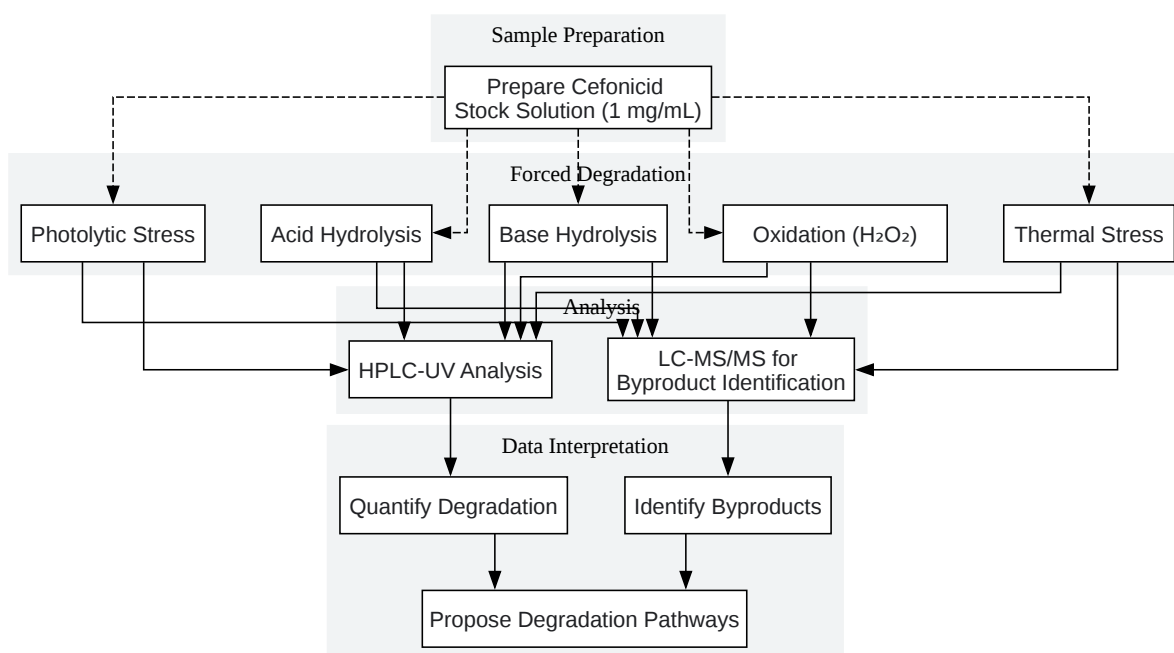 Sample Preparation
Prepare Cefonicid
Stock Solution (1 mg/mL)
Forced Degradation
Photolytic Stress
Acid Hydrolysis
Base Hydrolysis
Oxidation (H₂O₂)
Thermal Stress
Analysis
HPLC-UV Analysis
LC-MS/MS for
Byproduct Identification
Data Interpretation
Quantify Degradation
Identify Byproducts
Propose Degradation Pathways